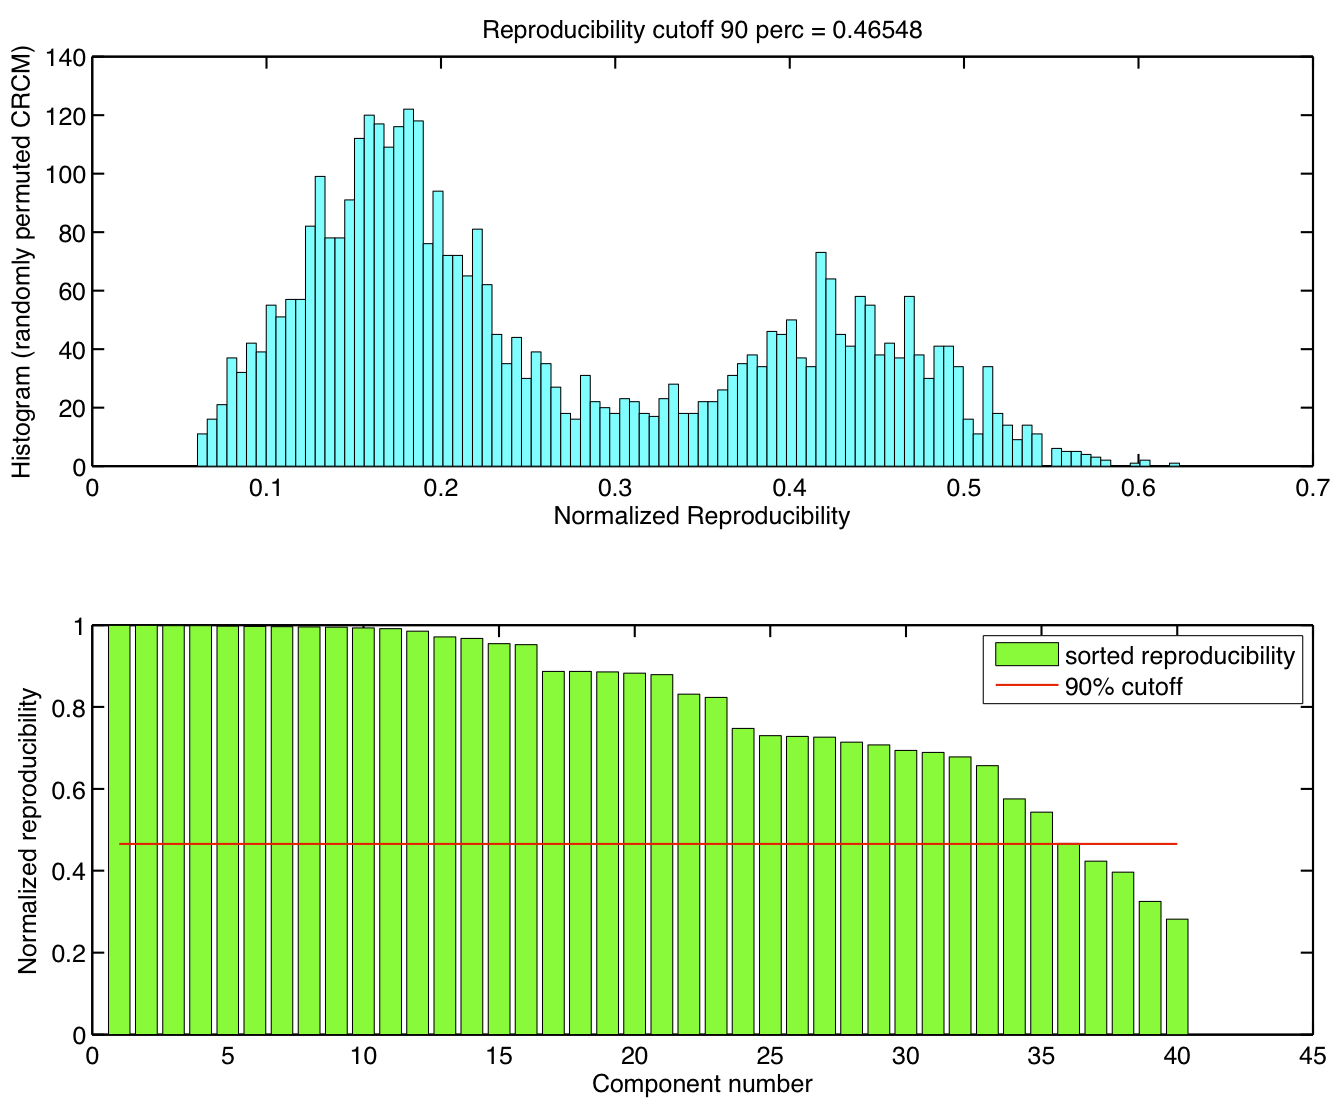 Reproducibility cutoff 90 perc = 0.46548
Histogram (randomly permuted CRCM)
140
120
100
80
60
40
20
0
0 0.1 0.2 0.3 0.4 0.5 0.6 0.7
Normalized Reproducibility
Normalized reproducibility
1
0.8
0.6
0.4
0.2
0
sorted reproducibility
90% cutoff
0 5 10 15 20 25 30 35 40 45
Component number